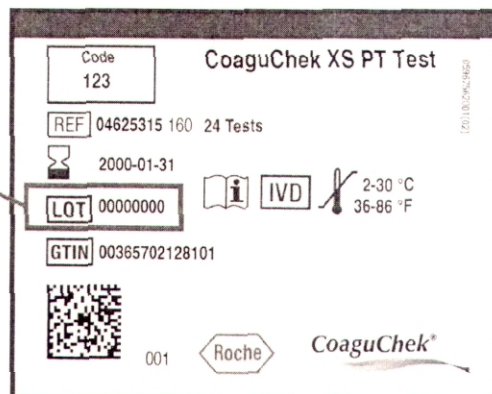 Code
123
CoaguChek XS PT Test
REF 04625315 160 24 Tests
2000-01-31
LOT 00000000
IVD
2-30 °C
36-86 °F
GTIN 00365702128101
001
Roche
CoaguChek®